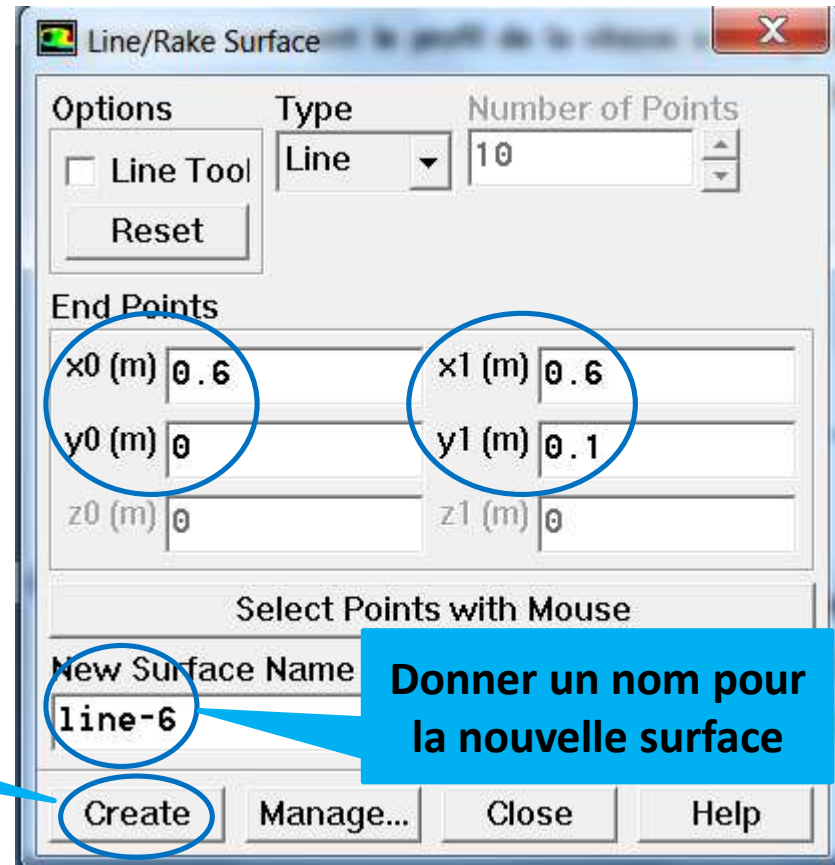 Line/Rake Surface
Options Type Number of Points
Line Tool Line 10
Reset
End Points
x0 (m) 0.6 x1 (m) 0.6
y0 (m) 0 y1 (m) 0.1
z0 (m) 0 z1 (m) 0
Select Points with Mouse
New Surface Name
line-6
Donner un nom pour
la nouvelle surface
Create Manage... Close Help